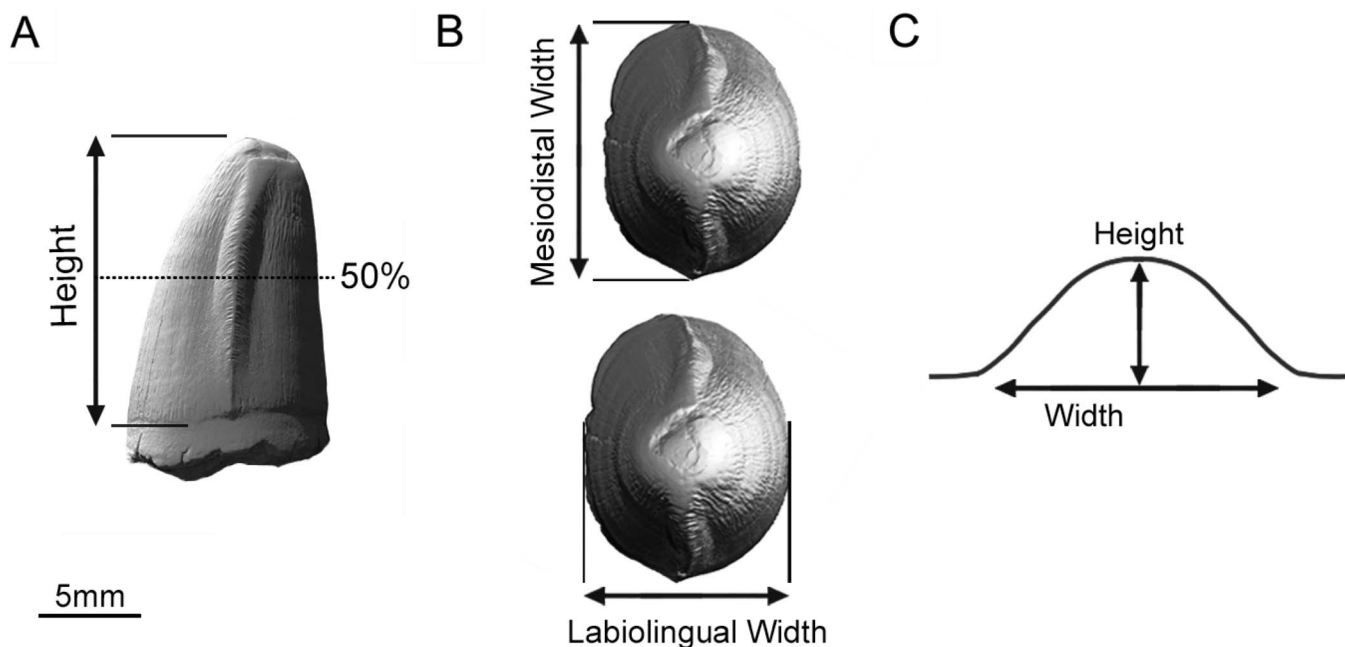 A
Height
50%
5mm
B
Mesiodistal Width
Labiolingual Width
C
Height
Width